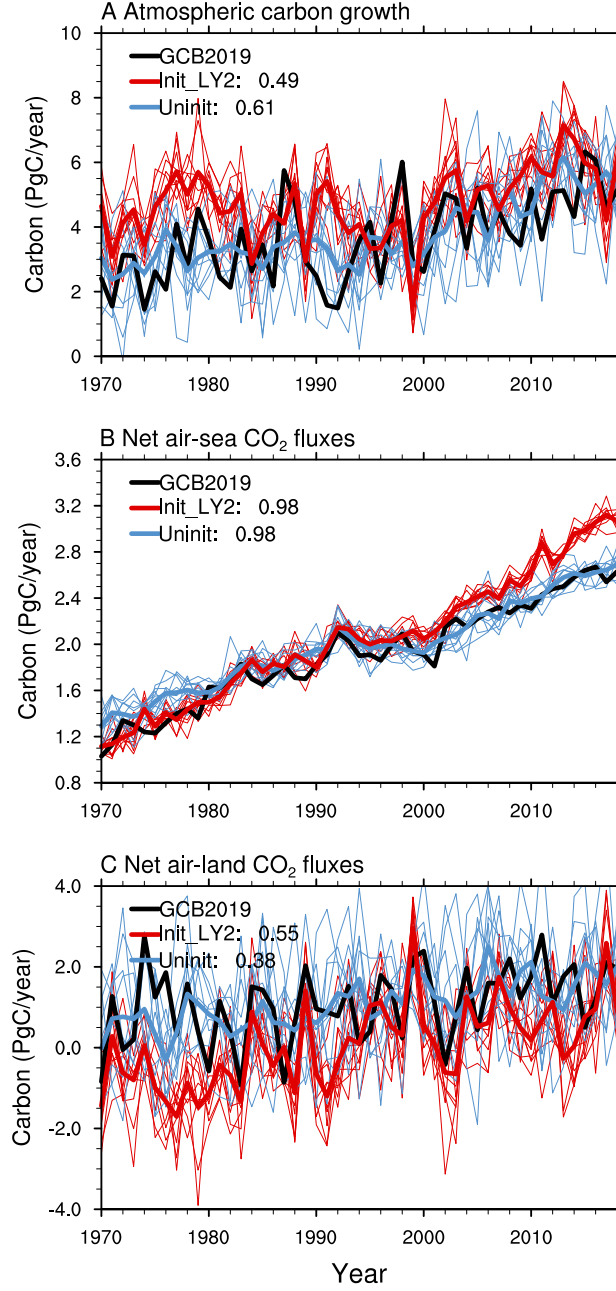 A Atmospheric carbon growth
10
8
6
4
2
0
Carbon (PgC/year)
GCB2019
Init_LY2: 0.49
Uninit: 0.61
1970 1980 1990 2000 2010
B Net air-sea CO₂ fluxes
3.6
3.2
2.8
2.4
2.0
1.6
1.2
0.8
Carbon (PgC/year)
GCB2019
Init_LY2: 0.98
Uninit: 0.98
1970 1980 1990 2000 2010
C Net air-land CO₂ fluxes
4.0
2.0
0.0
-2.0
-4.0
Carbon (PgC/year)
GCB2019
Init_LY2: 0.55
Uninit: 0.38
1970 1980 1990 2000 2010
Year